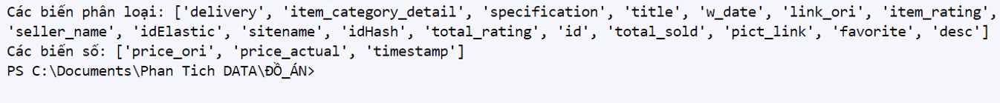 Các biến phân loại: ['delivery', 'item_category_detail', 'specification', 'title', 'w_date', 'link_ori', 'item_rating',
'seller_name', 'idElastic', 'sitename', 'idHash', 'total_rating', 'id', 'total_sold', 'pict_link', 'favorite', 'desc']
Các biến số: ['price_ori', 'price_actual', 'timestamp']
PS C:\Documents\Phan Tich DATA\ĐỒ_ÁN>